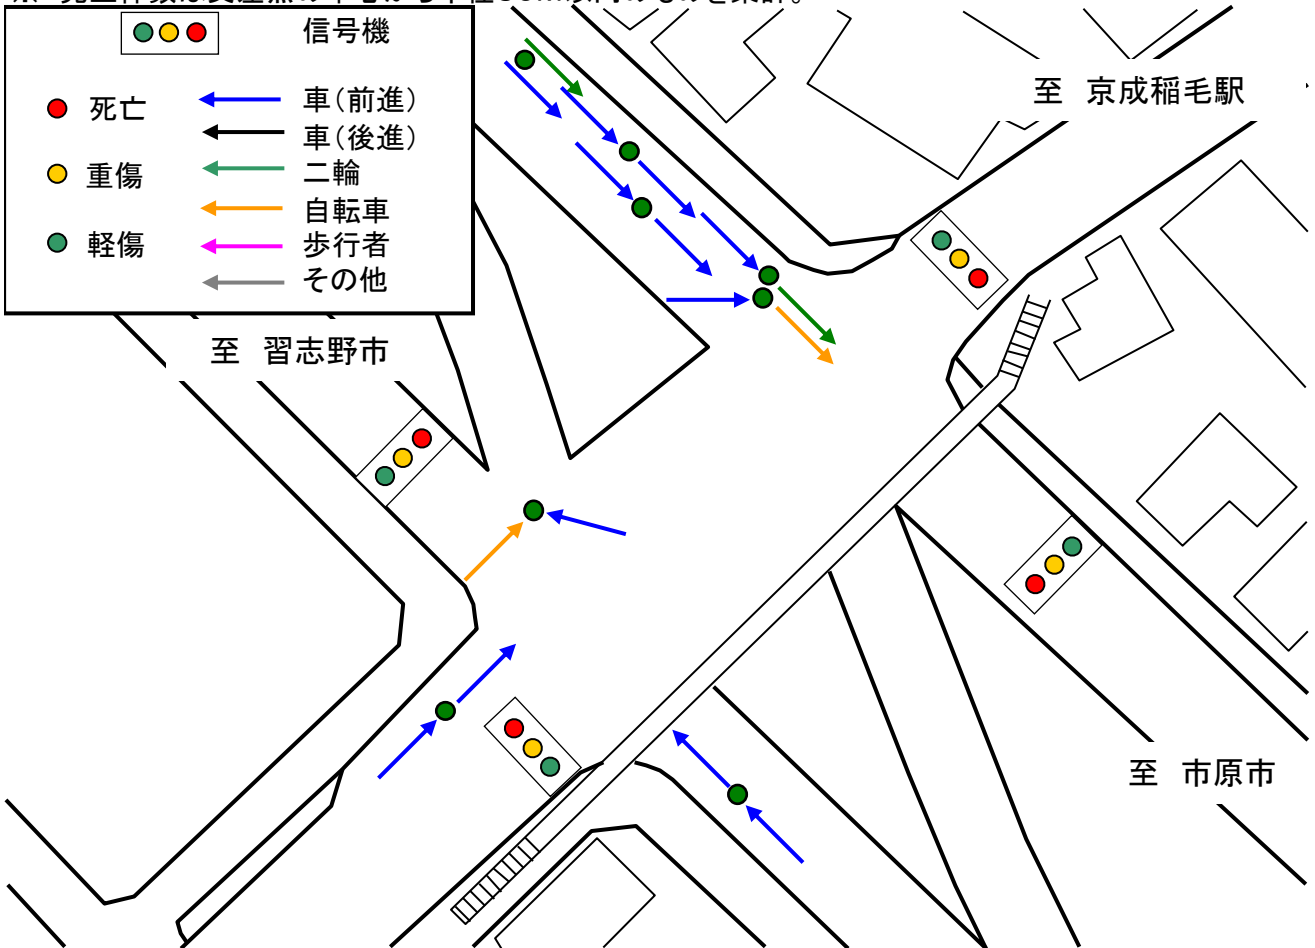 信号機
死亡
車(前進)
車(後進)
重傷
二輪
自転車
軽傷
歩行者
その他
至 京成稲毛駅
至 習志野市
至 市原市